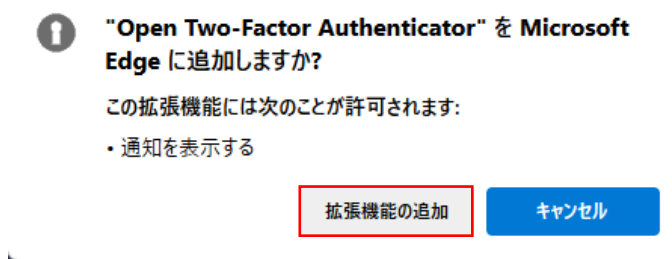 "Open Two-Factor Authenticator" を Microsoft
Edge に追加しますか?
この拡張機能には次のことが許可されます:
• 通知を表示する
拡張機能の追加
キャンセル